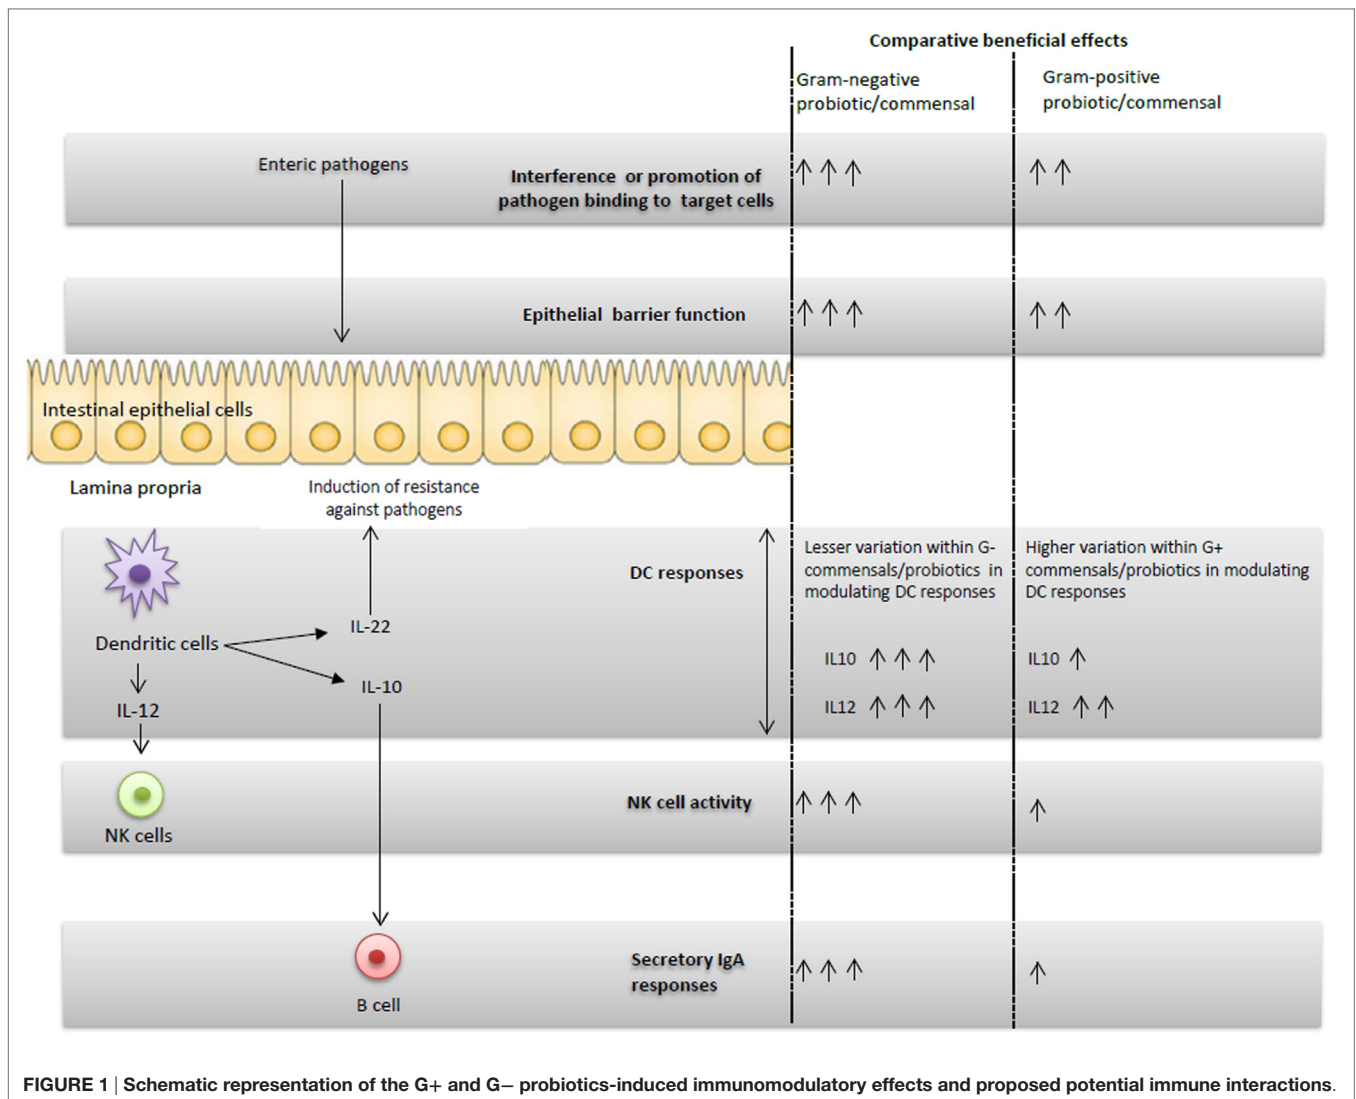 Comparative beneficial effects
Gram-negative
probiotic/commensal
Gram-positive
probiotic/commensal
Enteric pathogens
Interference or promotion of
pathogen binding to target cells
Epithelial barrier function
Intestinal epithelial cells
Lamina propria
Induction of resistance
against pathogens
DC responses
Lesser variation within G-
commensals/probiotics in
modulating DC responses
Higher variation within G+
commensals/probiotics in modulating
DC responses
IL-22
Dendritic cells
IL-10
IL-12
IL10 ↑ ↑ ↑
IL10 ↑
IL12 ↑ ↑ ↑
IL12 ↑ ↑
NK cell activity
NK cells
Secretory IgA
responses
B cell
FIGURE 1 | Schematic representation of the G+ and G− probiotics-induced immunomodulatory effects and proposed potential immune interactions.